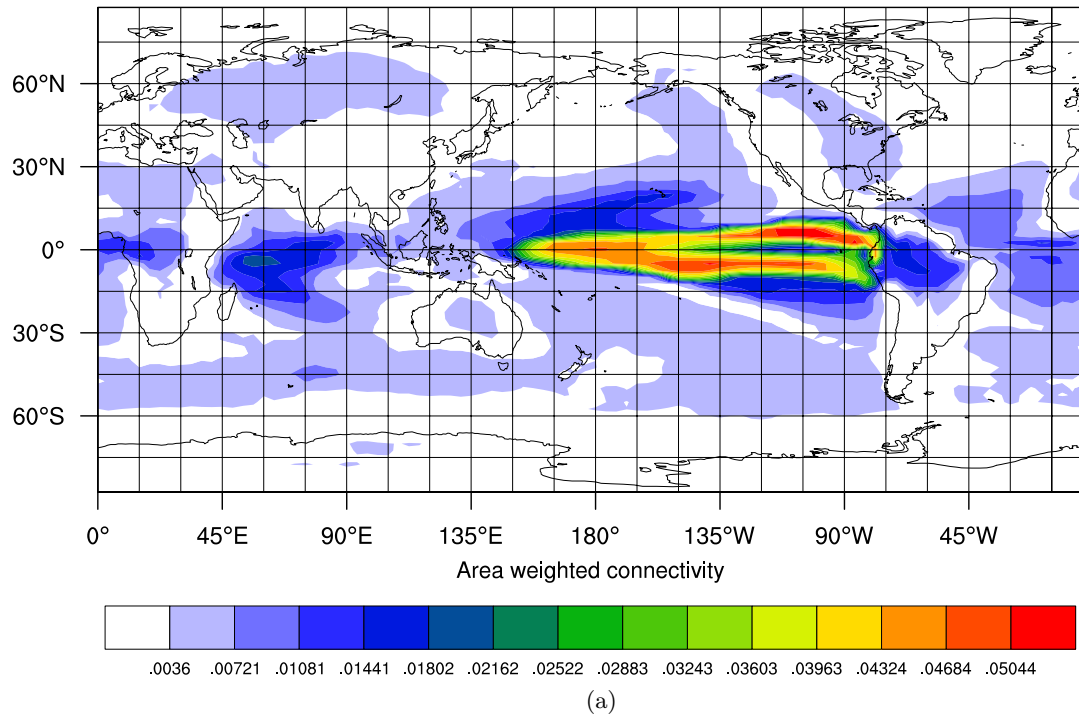 60°N
30°N
0°
30°S
60°S
0° 45°E 90°E 135°E 180° 135°W 90°W 45°W
Area weighted connectivity
.0036 .00721 .01081 .01441 .01802 .02162 .02522 .02883 .03243 .03603 .03963 .04324 .04684 .05044
(a)